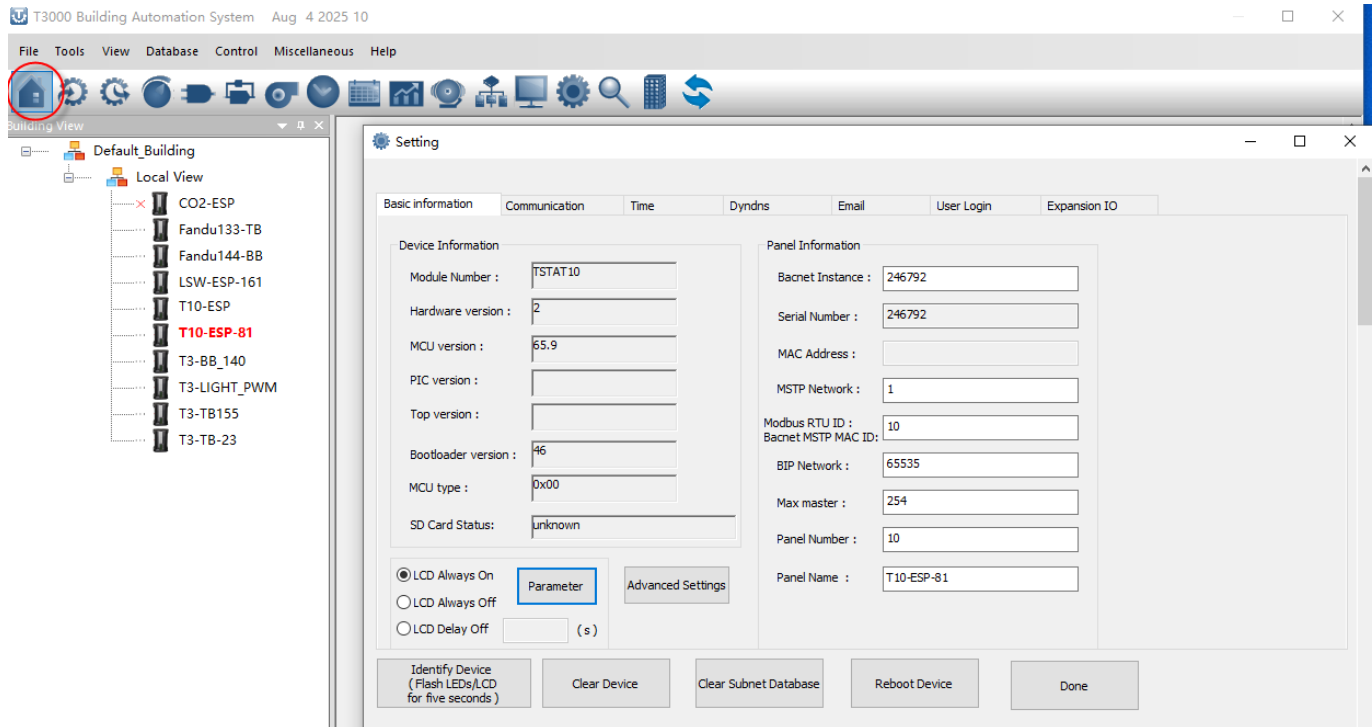 T3000 Building Automation System Aug 4 2025 10
File Tools View Database Control Miscellaneous Help
Building View
Default_Building
Local View
CO2-ESP
Fandu133-TB
Fandu144-BB
LSW-ESP-161
T10-ESP
T10-ESP-81
T3-BB_140
T3-LIGHT_PWM
T3-TB155
T3-TB-23
Setting
Basic information Communication Time Dyndns Email User Login Expansion IO
Device Information
Module Number : TSTAT10
Hardware version : 2
MCU version : 65.9
PIC version :
Top version :
Bootloader version : 46
MCU type : 0x00
SD Card Status: unknown
Panel Information
Bacnet Instance : 246792
Serial Number : 246792
MAC Address :
MSTP Network : 1
Modbus RTU ID :
Bacnet MSTP MAC ID: 10
BIP Network : 65535
Max master : 254
Panel Number : 10
Panel Name : T10-ESP-81
LCD Always On
LCD Always Off
LCD Delay Off (s)
Parameter
Advanced Settings
Identify Device
( Flash LEDs/LCD
for five seconds )
Clear Device
Clear Subnet Database
Reboot Device
Done